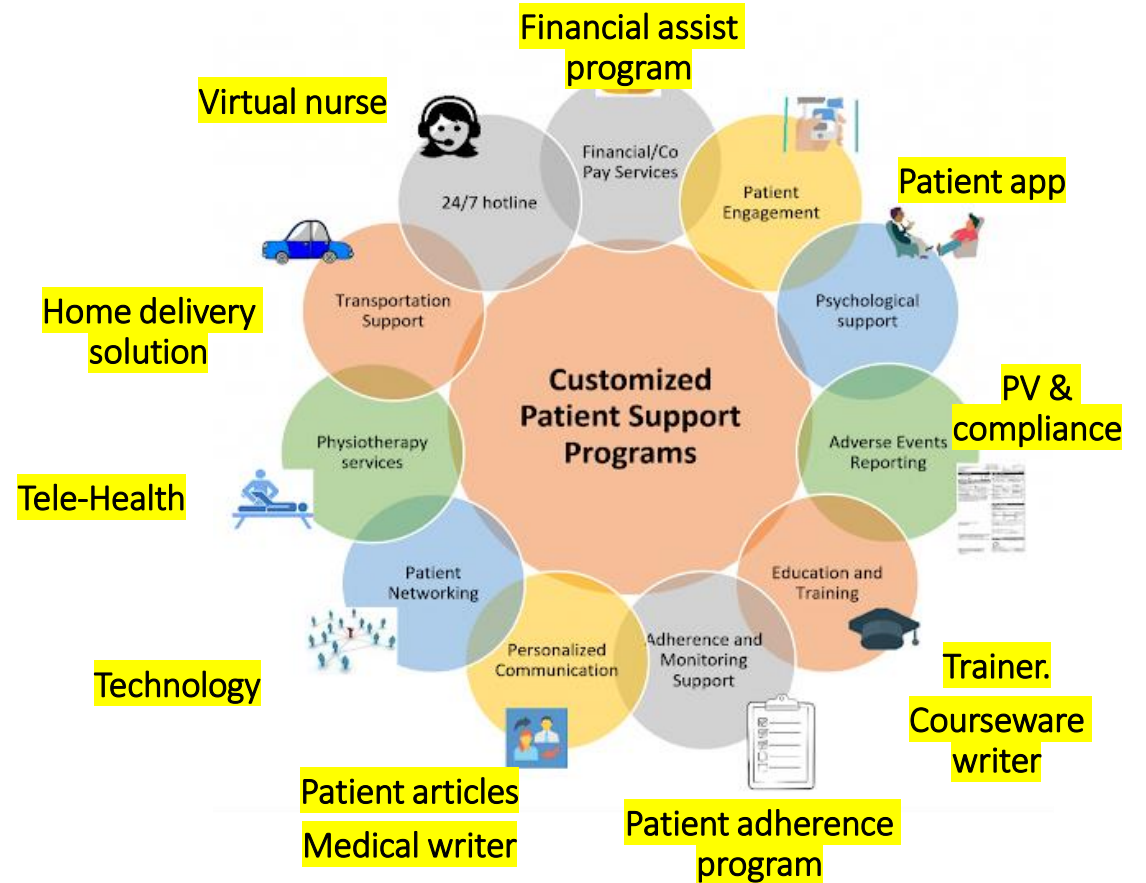 Financial assist
program
Virtual nurse
Financial/Co
Pay Services
Patient
Engagement
Patient app
24/7 hotline
Transportation
Support
Psychological
support
Home delivery
solution
Customized
Patient Support
Programs
PV &
compliance
Physiotherapy
services
Adverse Events
Reporting
Tele-Health
Patient
Networking
Education and
Training
Personalized
Communication
Adherence and
Monitoring
Support
Technology
Trainer.
Courseware
writer
Patient articles
Medical writer
Patient adherence
program